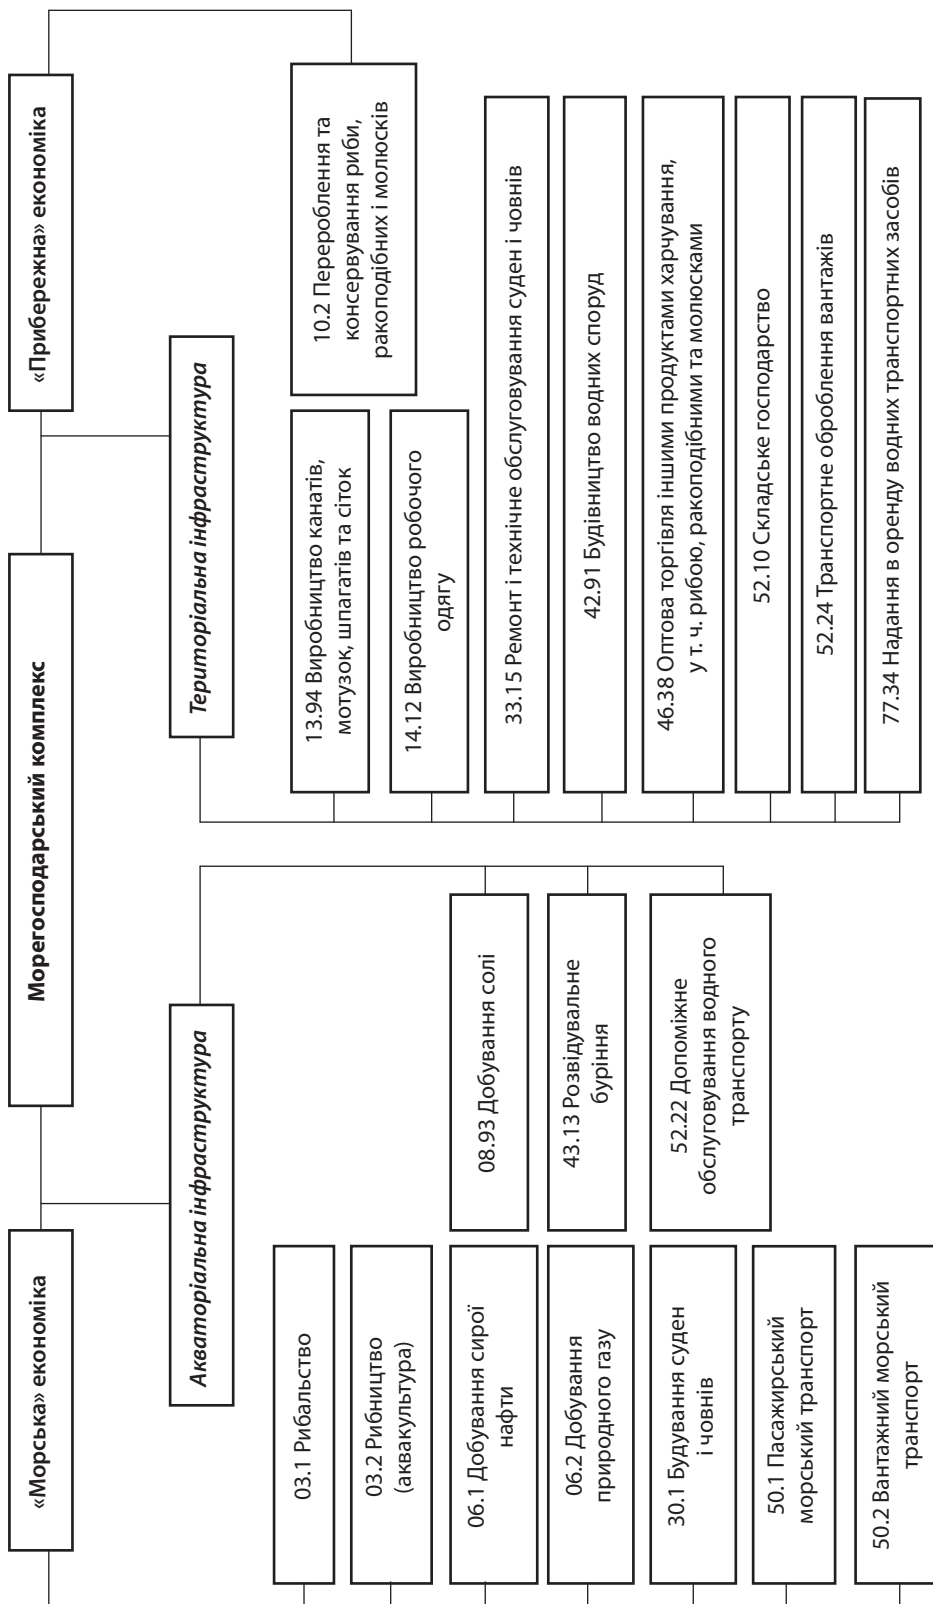 Морегосподарський комплекс
«Морська» економіка
«Прибережна» економіка
Акваторіальна інфраструктура
Територіальна інфраструктура
03.1 Рибальство
03.2 Рибництво
(аквакультура)
06.1 Добування сирої
нафти
06.2 Добування
природного газу
30.1 Будування суден
і човнів
50.1 Пасажирський
морський транспорт
50.2 Вантажний морський
транспорт
08.93 Добування солі
43.13 Розвідувальне
буріння
52.22 Допоміжне
обслуговування водного
транспорту
13.94 Виробництво канатів,
мотузок, шпагатів та сіток
14.12 Виробництво робочого
одягу
33.15 Ремонт і технічне обслуговування суден і човнів
42.91 Будівництво водних споруд
46.38 Оптова торгівля іншими продуктами харчування,
у т. ч. рибою, ракоподібними та молюсками
52.10 Складське господарство
52.24 Транспортне оброблення вантажів
77.34 Надання в оренду водних транспортних засобів
10.2 Перероблення та
консервування риби,
ракоподібних і молюсків